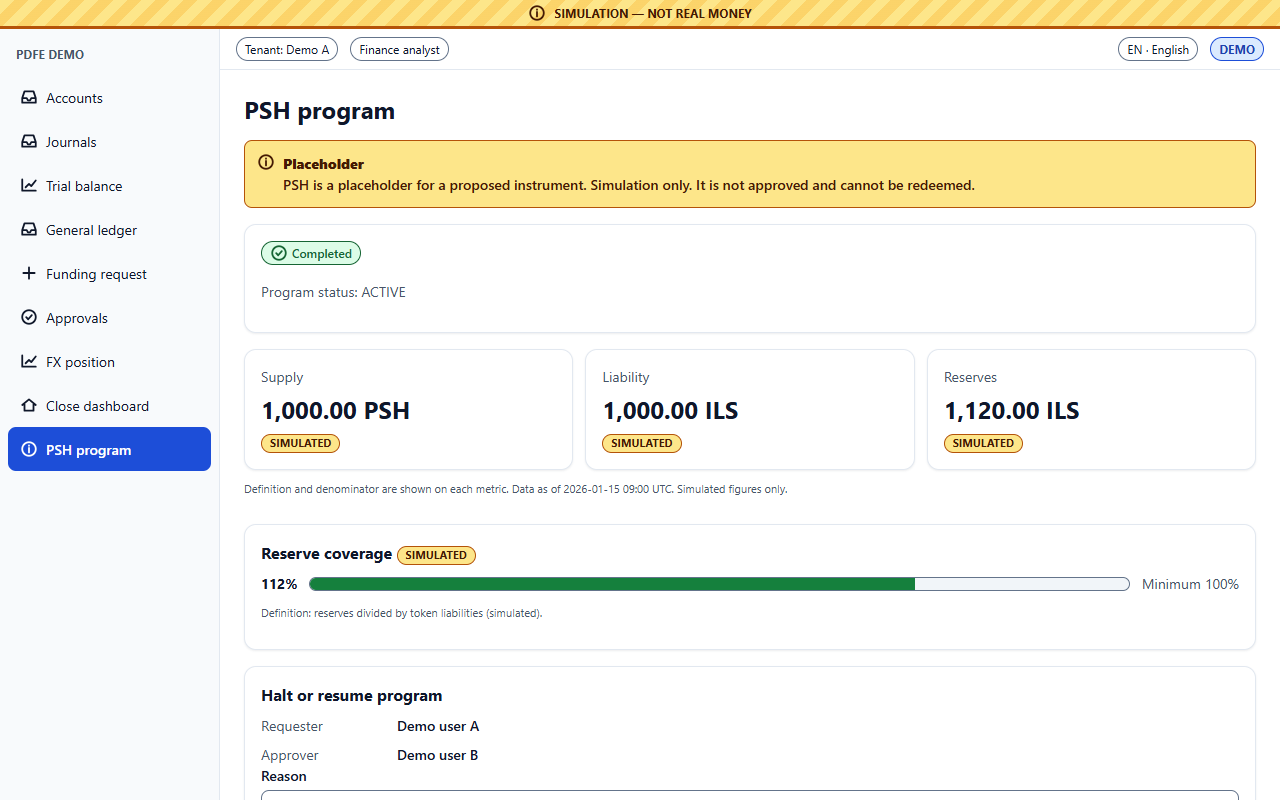 SIMULATION — NOT REAL MONEY
PDFE DEMO
Tenant: Demo A
Finance analyst
EN · English
DEMO
Accounts
Journals
Trial balance
General ledger
Funding request
Approvals
FX position
Close dashboard
PSH program
PSH program
Placeholder
PSH is a placeholder for a proposed instrument. Simulation only. It is not approved and cannot be redeemed.
Completed
Program status: ACTIVE
Supply
1,000.00 PSH
SIMULATED
Liability
1,000.00 ILS
SIMULATED
Reserves
1,120.00 ILS
SIMULATED
Definition and denominator are shown on each metric. Data as of 2026-01-15 09:00 UTC. Simulated figures only.
Reserve coverage SIMULATED
112% Minimum 100%
Definition: reserves divided by token liabilities (simulated).
Halt or resume program
Requester Demo user A
Approver Demo user B
Reason